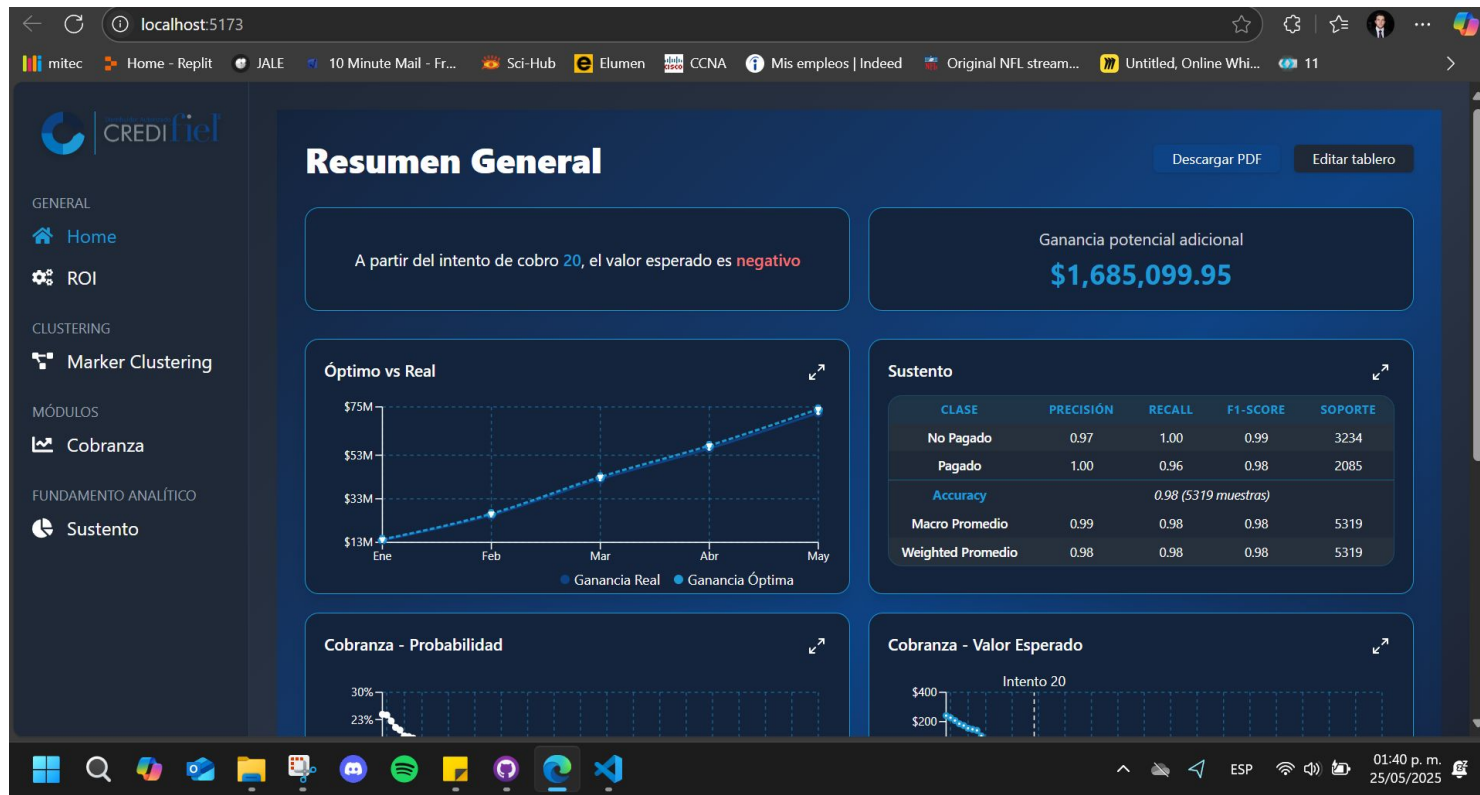 localhost:5173
mitec
Home - Replit
JALE
10 Minute Mail - Fr...
Sci-Hub
Elumen
CCNA
Mis empleos | Indeed
Original NFL stream...
Untitled, Online Whi...
11
CREDIfiel
GENERAL
Home
ROI
CLUSTERING
Marker Clustering
MÓDULOS
Cobranza
FUNDAMENTO ANALÍTICO
Sustento
Resumen General
Descargar PDF
Editar tablero
A partir del intento de cobro 20, el valor esperado es negativo
Ganancia potencial adicional
$1,685,099.95
Óptimo vs Real
$75M
$53M
$33M
$13M
Ene Feb Mar Abr May
Ganancia Real Ganancia Óptima
Sustento
CLASE PRECISIÓN RECALL F1-SCORE SOPORTE
No Pagado 0.97 1.00 0.99 3234
Pagado 1.00 0.96 0.98 2085
Accuracy 0.98 (5319 muestras)
Macro Promedio 0.99 0.98 0.98 5319
Weighted Promedio 0.98 0.98 0.98 5319
Cobranza - Probabilidad
30%
23%
Cobranza - Valor Esperado
Intento 20
$400
$200
ESP
01:40 p. m.
25/05/2025